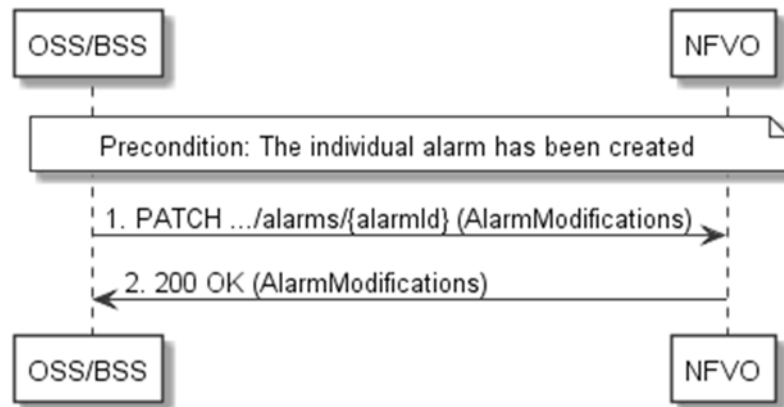 OSS/BSS
NFVO
Precondition: The individual alarm has been created
1. PATCH .../alarms/{alarmId} (AlarmModifications)
2. 200 OK (AlarmModifications)
OSS/BSS
NFVO